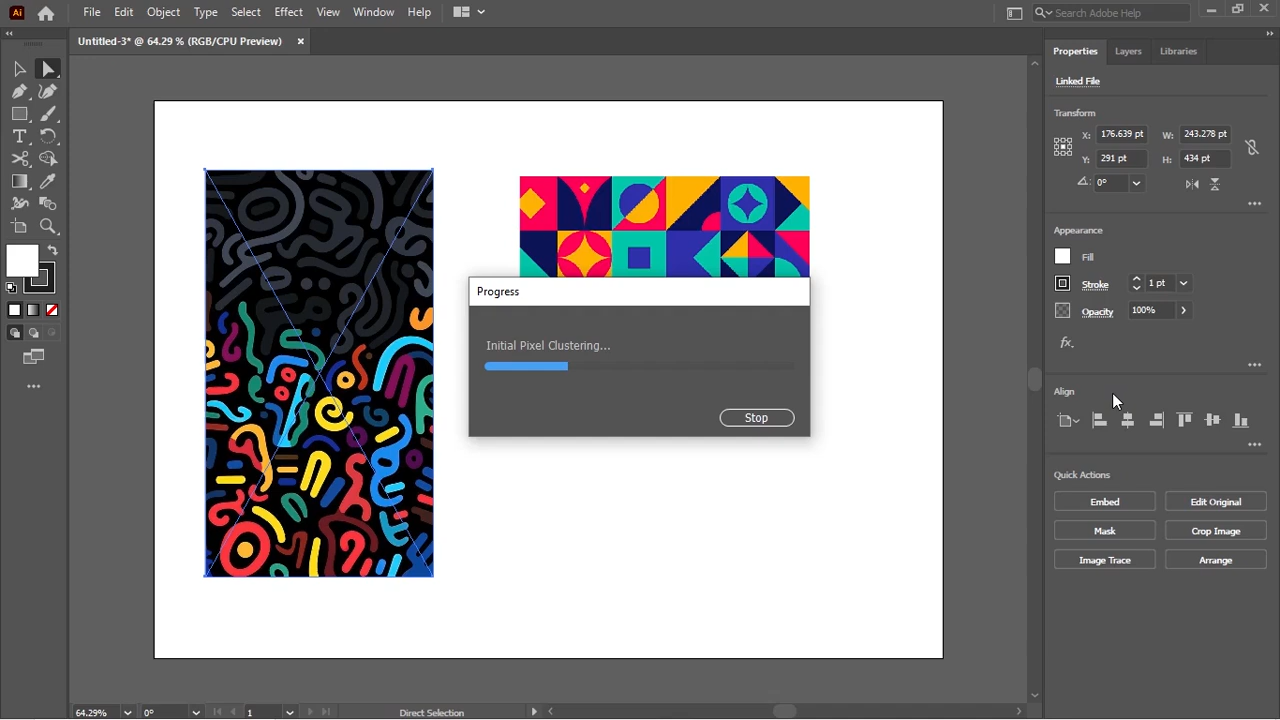 Ai File Edit Object Type Select Effect View Window Help Search Adobe Help
Untitled-3* @ 64.29 % (RGB/CPU Preview)
Properties Layers Libraries
Linked File
Transform
X: 176.639 pt W: 243.278 pt
Y: 291 pt H: 434 pt
0°
Appearance
Fill
Stroke 1 pt
Opacity 100%
fx.
Progress
Initial Pixel Clustering...
Stop
Align
Quick Actions
Embed Edit Original
Mask Crop Image
Image Trace Arrange
64.29% 0° 1 Direct Selection